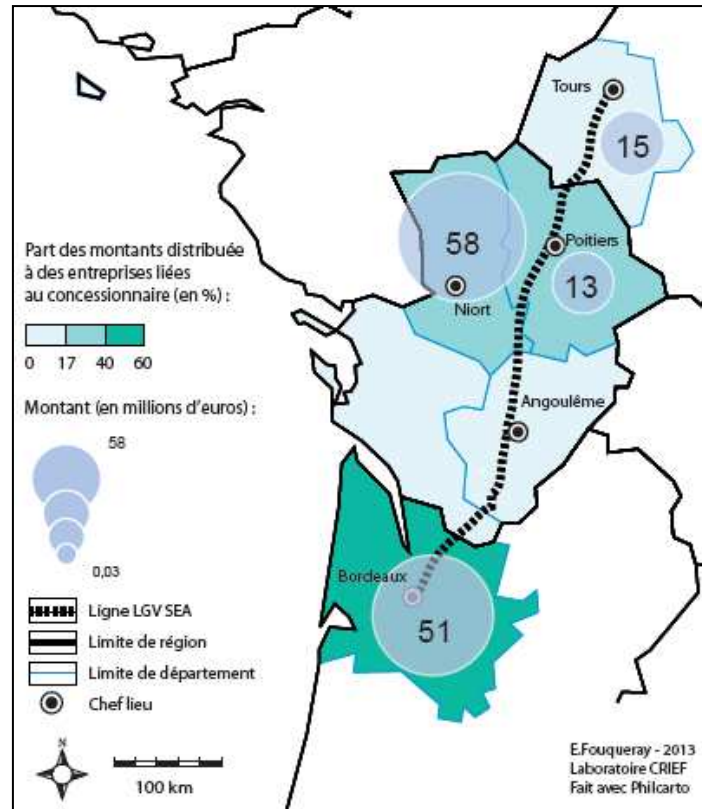 Tours
15
58
Poitiers
13
Niort
Part des montants distribuée
à des entreprises liées
au concessionnaire (en %) :
0 17 40 60
Angoulême
Montant (en millions d'euros) :
58
0,03
Bordeaux
51
Ligne LGV SEA
Limite de région
Limite de département
Chef lieu
N
100 km
E.Fouqueray - 2013
Laboratoire CRIEF
Fait avec Philcarto